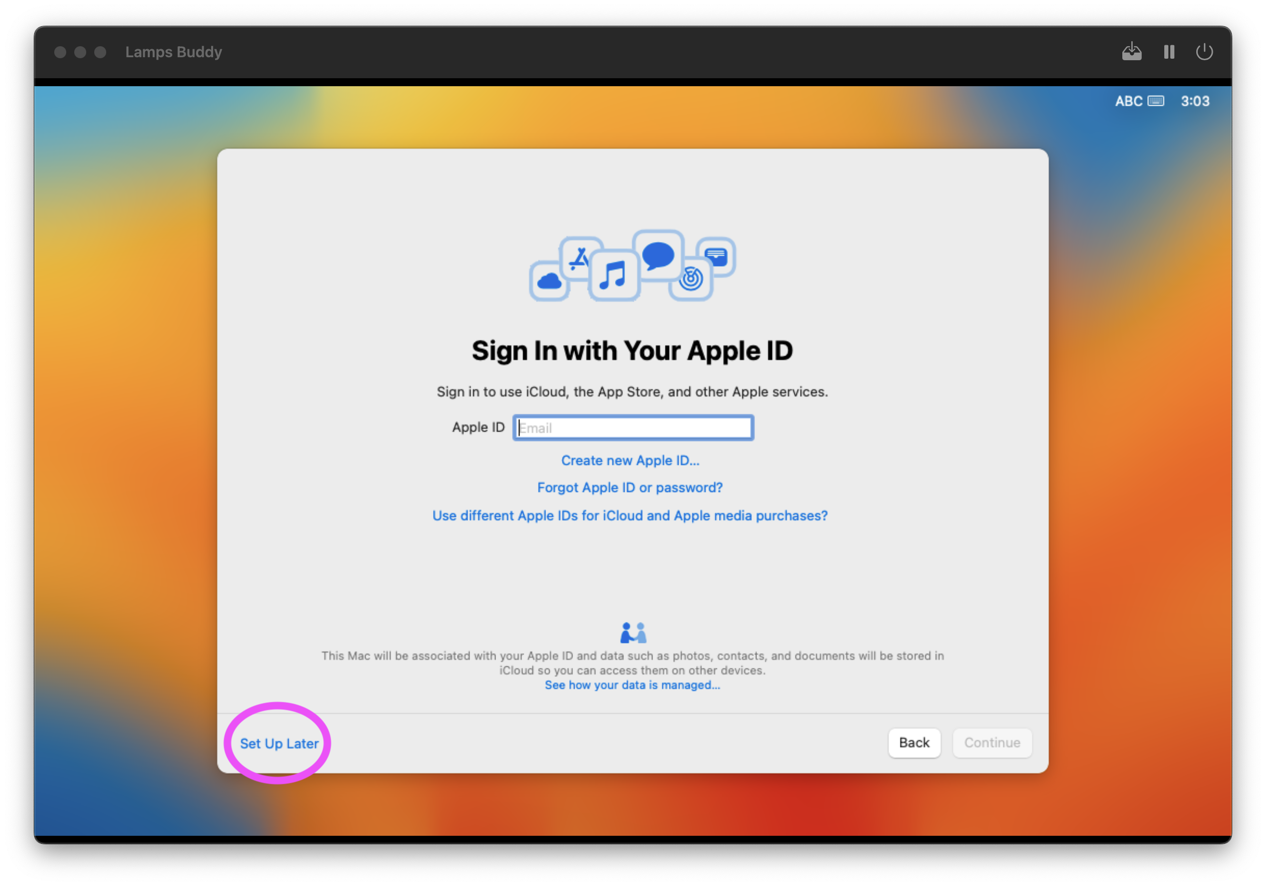 Lamps Buddy
ABC 3:03
Sign In with Your Apple ID
Sign in to use iCloud, the App Store, and other Apple services.
Apple ID Email
Create new Apple ID...
Forgot Apple ID or password?
Use different Apple IDs for iCloud and Apple media purchases?
This Mac will be associated with your Apple ID and data such as photos, contacts, and documents will be stored in
iCloud so you can access them on other devices.
See how your data is managed...
Set Up Later Back Continue